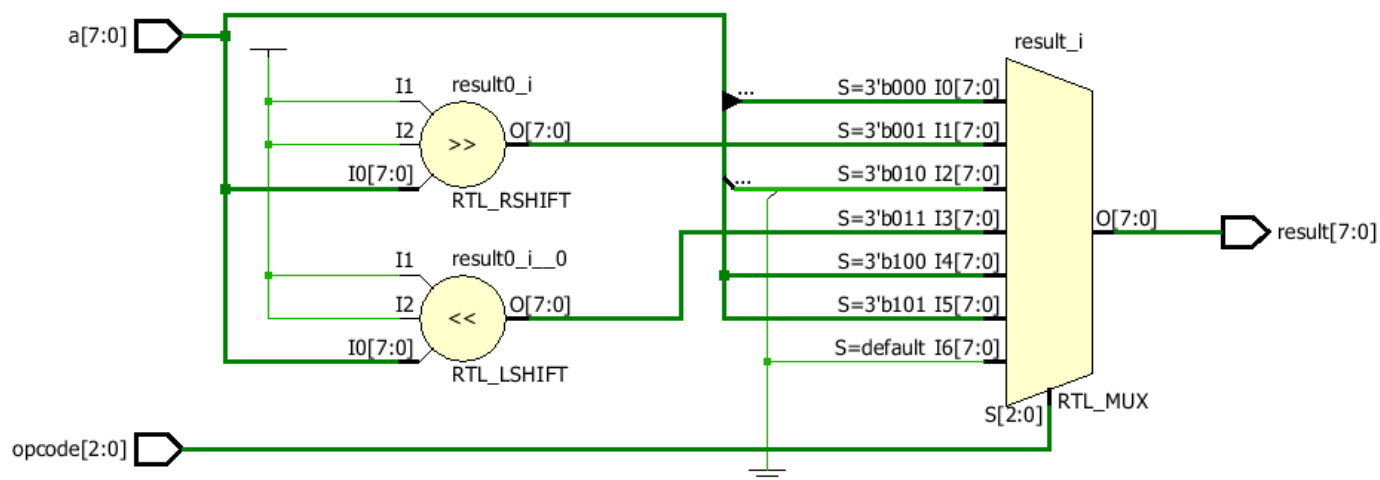 a[7:0]
result_i
I1
result0_i
I2
O[7:0]
>>
I0[7:0]
RTL_RSHIFT
...
S=3'b000 I0[7:0]
S=3'b001 I1[7:0]
...
S=3'b010 I2[7:0]
S=3'b011 I3[7:0]
O[7:0]
result[7:0]
I1
result0_i__0
S=3'b100 I4[7:0]
I2
O[7:0]
<<
S=3'b101 I5[7:0]
I0[7:0]
S=default I6[7:0]
RTL_LSHIFT
S[2:0]
RTL_MUX
opcode[2:0]